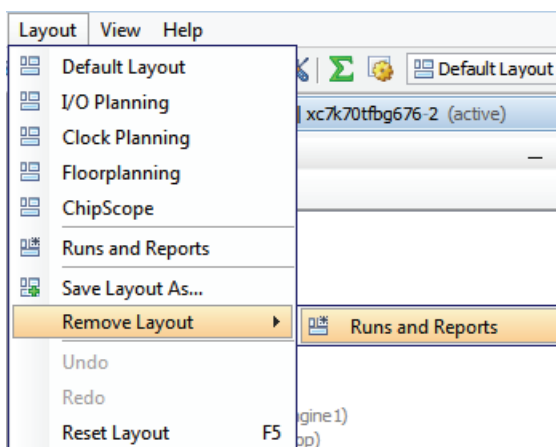 Layout View Help
Default Layout
Default Layout
I/O Planning
xc7k70tfbg676-2 (active)
Clock Planning
Floorplanning
ChipScope
Runs and Reports
Save Layout As...
Remove Layout
Runs and Reports
Undo
Redo
Reset Layout F5